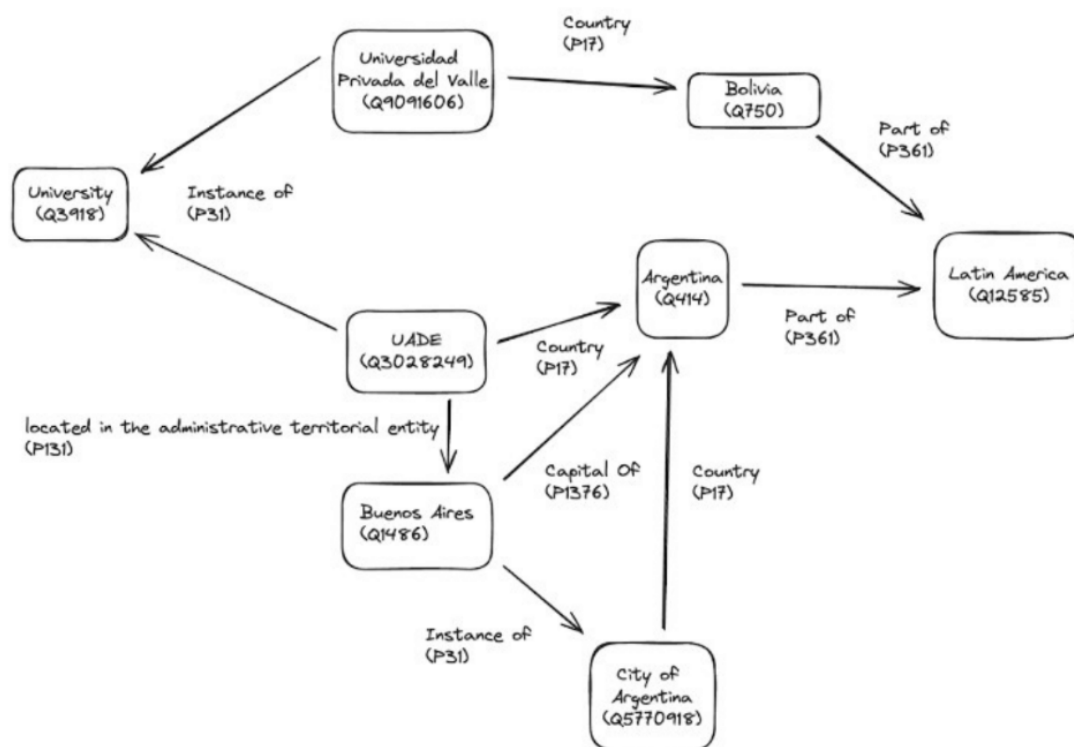 Country
(P17)
Universidad
Privada del Valle
(Q9091606)
Bolivia
(Q750)
Part of
(P361)
University
(Q3918)
Instance of
(P31)
Argentina
(Q414)
Latin America
(Q12585)
UADE
(Q3028249)
Country
(P17)
Part of
(P361)
located in the administrative territorial entity
(P131)
Buenos Aires
(Q1486)
Capital Of
(P1376)
Country
(P17)
Instance of
(P31)
City of
Argentina
(Q5770918)